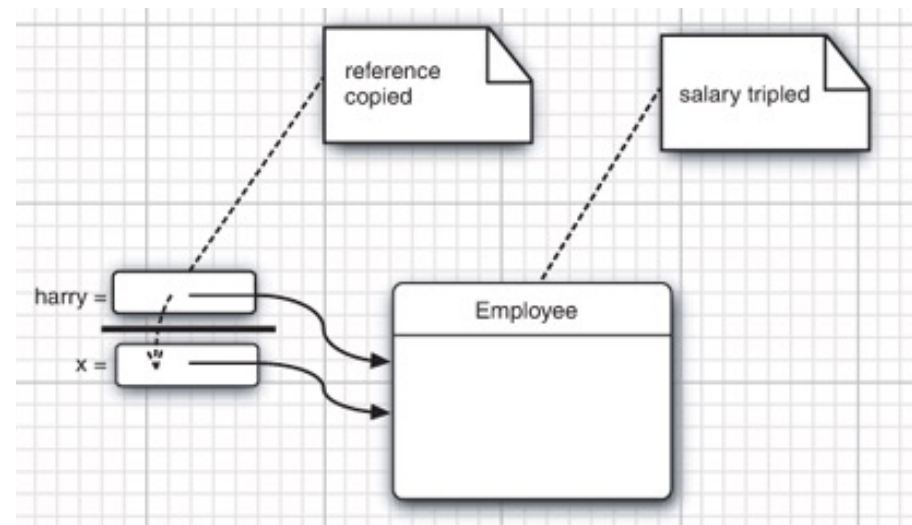 reference
copied
salary tripled
harry =
x =
Employee